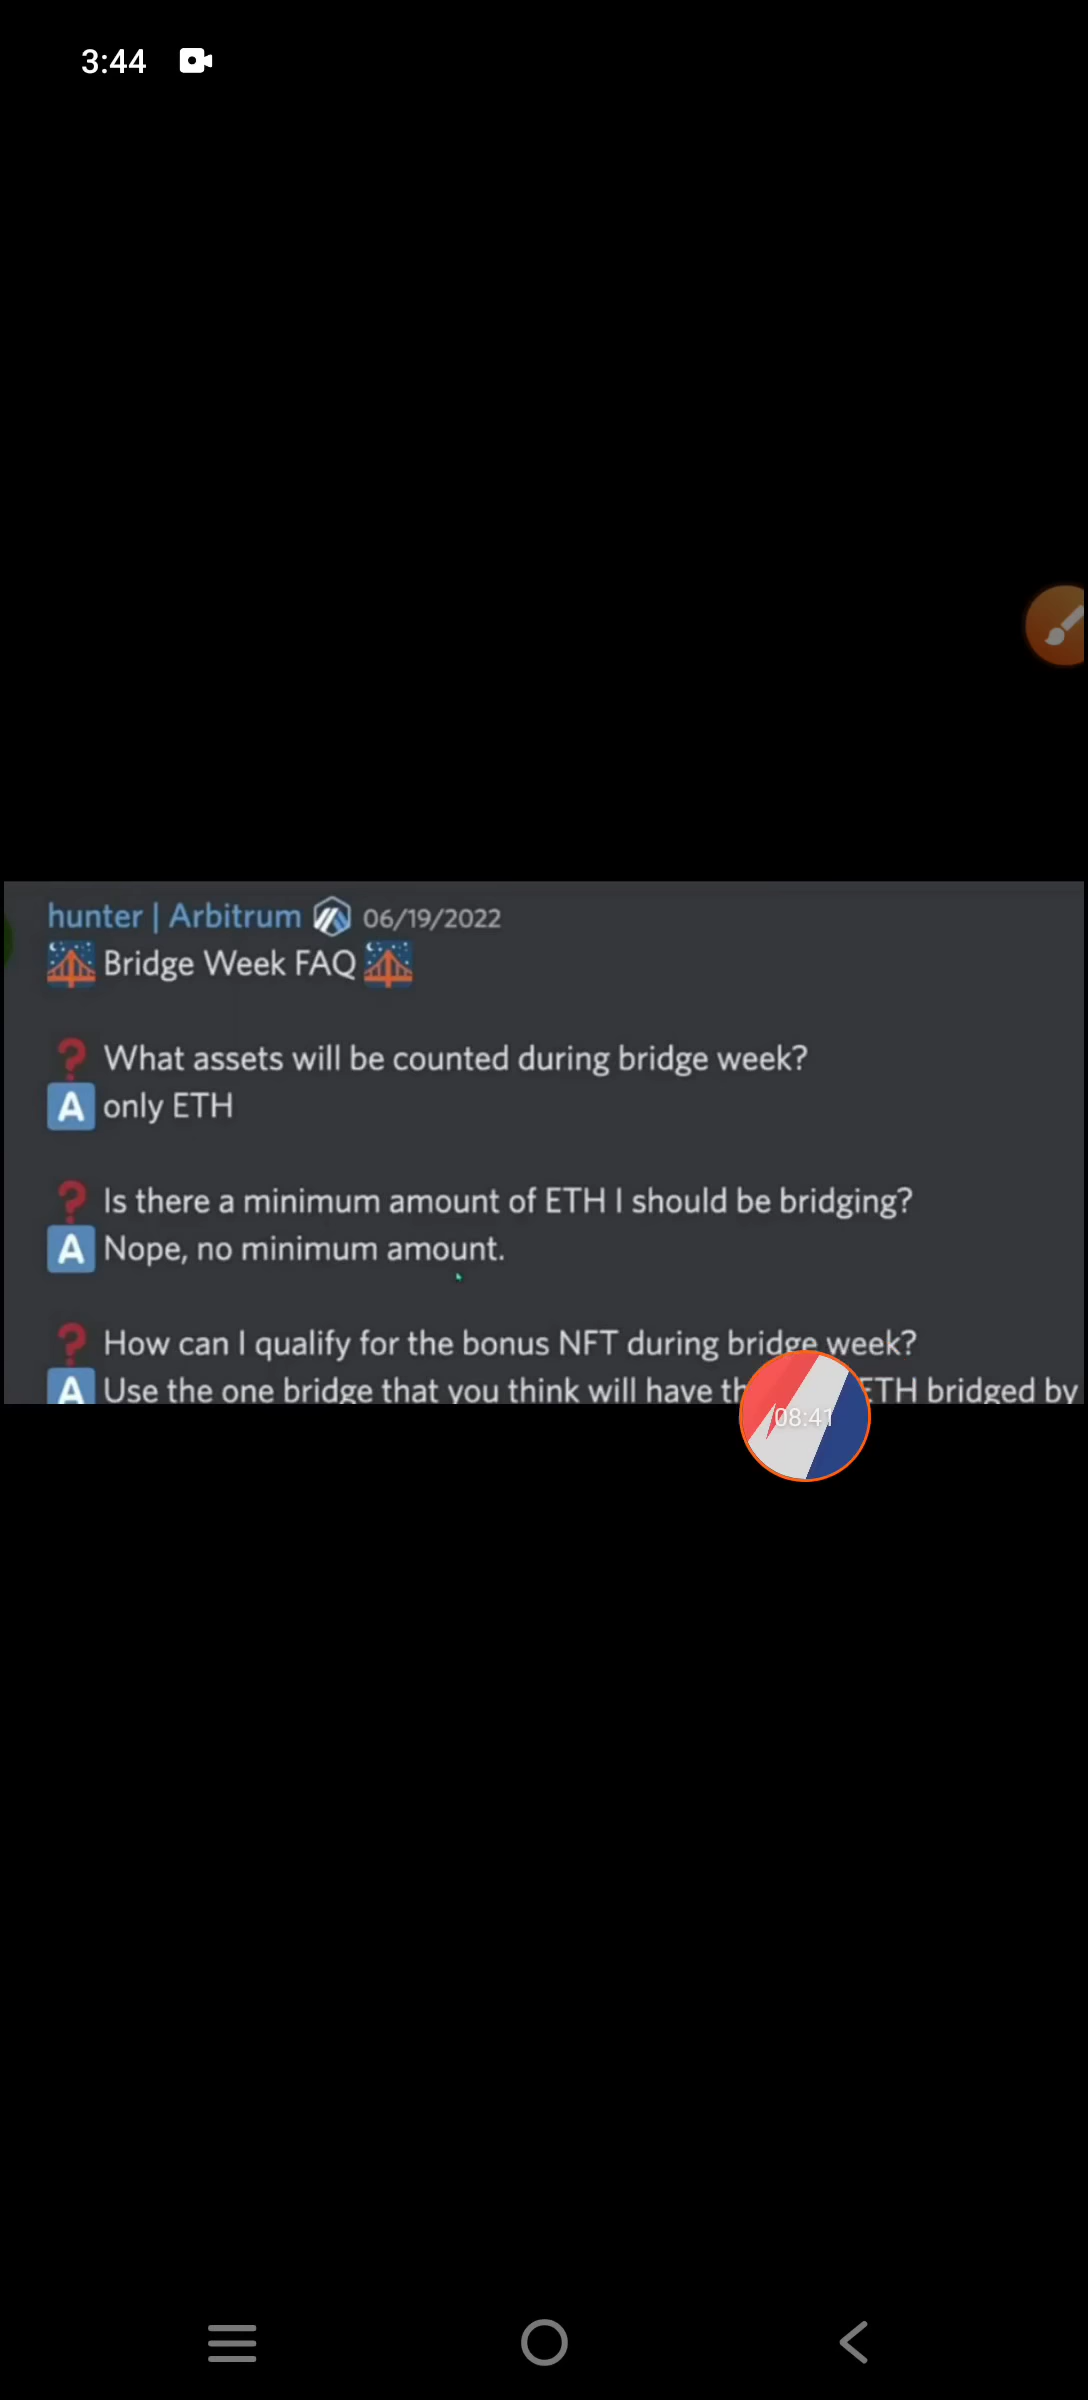 3:44
hunter | Arbitrum 06/19/2022
Bridge Week FAQ
❓ What assets will be counted during bridge week?
🅰 only ETH
❓ Is there a minimum amount of ETH I should be bridging?
🅰 Nope, no minimum amount.
❓ How can I qualify for the bonus NFT during bridge week?
🅰 Use the one bridge that you think will have ETH bridged by
08:41